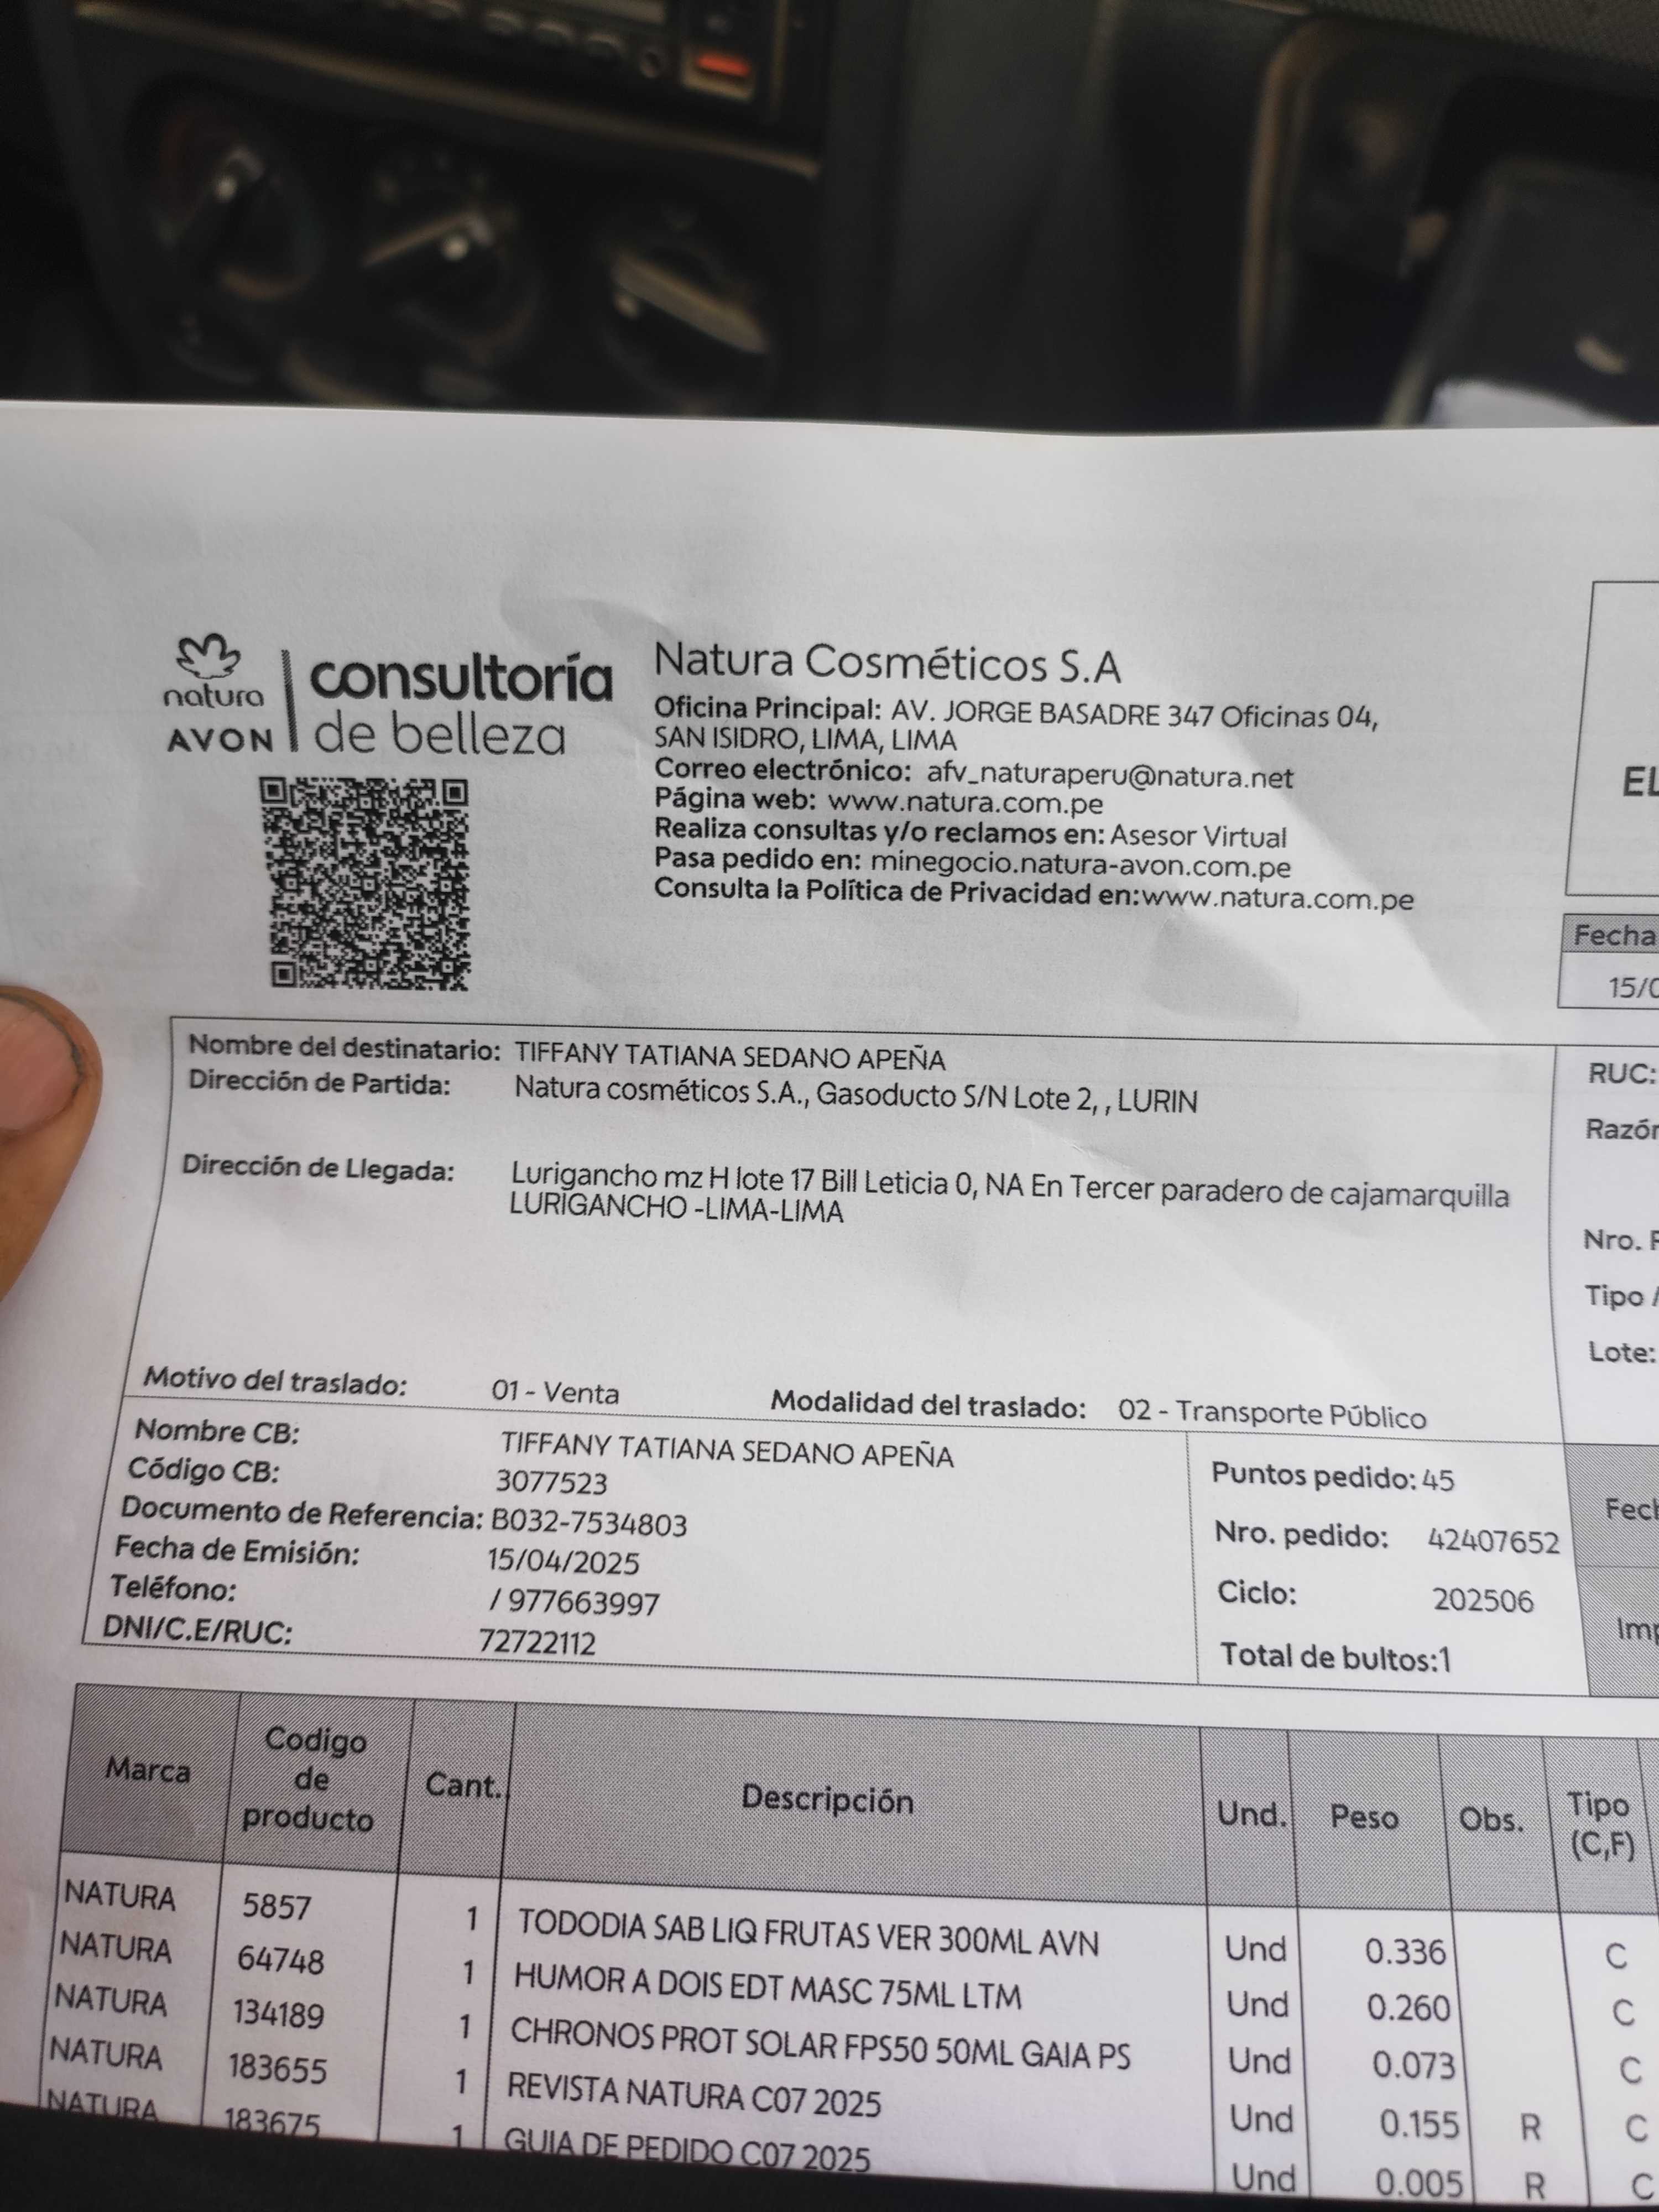 natura
AVON
consultoría
de belleza
Natura Cosméticos S.A
Oficina Principal: AV. JORGE BASADRE 347 Oficinas 04,
SAN ISIDRO, LIMA, LIMA
Correo electrónico: afv_naturaperu@natura.net
Página web: www.natura.com.pe
Realiza consultas y/o reclamos en: Asesor Virtual
Pasa pedido en: minegocio.natura-avon.com.pe
Consulta la Política de Privacidad en:www.natura.com.pe
EL
Fecha
15/0
Nombre del destinatario: TIFFANY TATIANA SEDANO APEÑA
Dirección de Partida: Natura cosméticos S.A., Gasoducto S/N Lote 2, , LURIN
Dirección de Llegada: Lurigancho mz H lote 17 Bill Leticia 0, NA En Tercer paradero de cajamarquilla
LURIGANCHO -LIMA-LIMA
RUC:
Razón
Nro.
Tipo /
Lote:
Motivo del traslado: 01 - Venta Modalidad del traslado: 02 - Transporte Público
Nombre CB: TIFFANY TATIANA SEDANO APEÑA
Código CB: 3077523
Documento de Referencia: B032-7534803
Fecha de Emisión: 15/04/2025
Teléfono: / 977663997
DNI/C.E/RUC: 72722112
Puntos pedido: 45
Nro. pedido: 42407652
Ciclo: 202506
Total de bultos:1
Fech
Imp
Marca Codigo de producto Cant. Descripción Und. Peso Obs. Tipo (C,F)
NATURA 5857 1 TODODIA SAB LIQ FRUTAS VER 300ML AVN Und 0.336 C
NATURA 64748 1 HUMOR A DOIS EDT MASC 75ML LTM Und 0.260 C
NATURA 134189 1 CHRONOS PROT SOLAR FPS50 50ML GAIA PS Und 0.073 C
NATURA 183655 1 REVISTA NATURA C07 2025 Und 0.155 R C
NATURA 183675 1 GUIA DE PEDIDO C07 2025 Und 0.005 R C